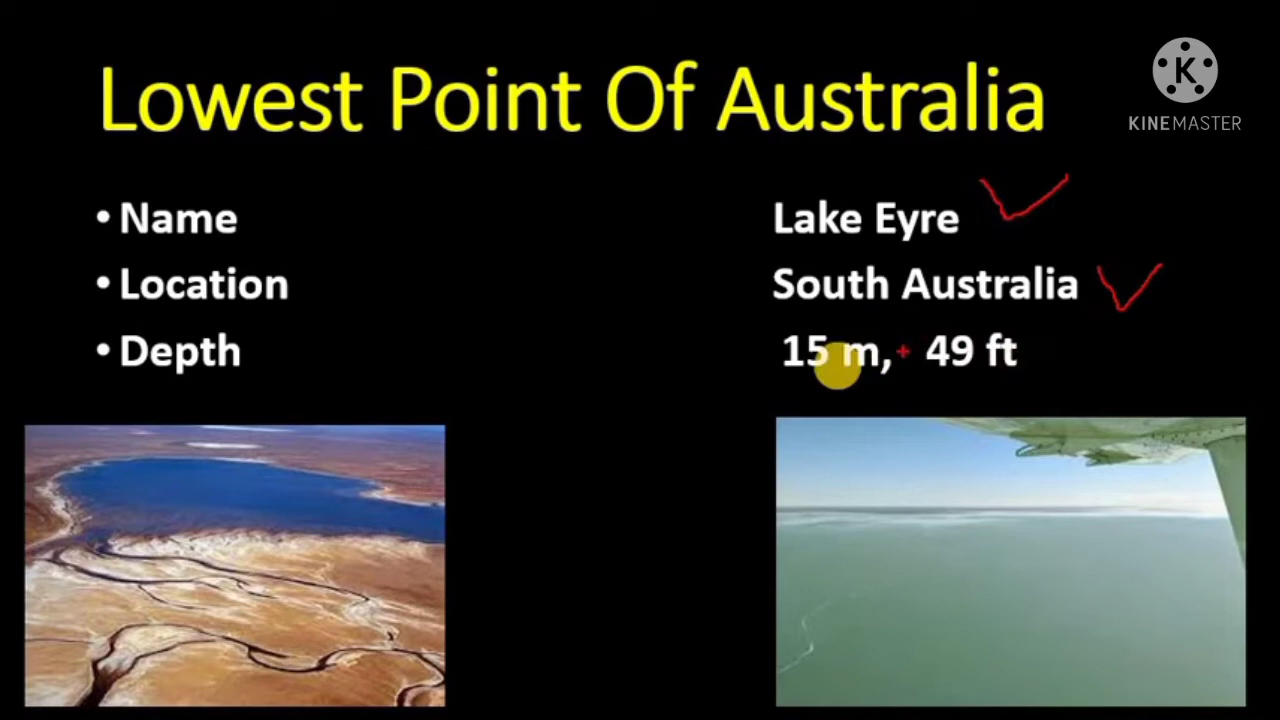 Lowest Point Of Australia
K
KINEMASTER
• Name Lake Eyre
• Location South Australia
• Depth 15 m, 49 ft